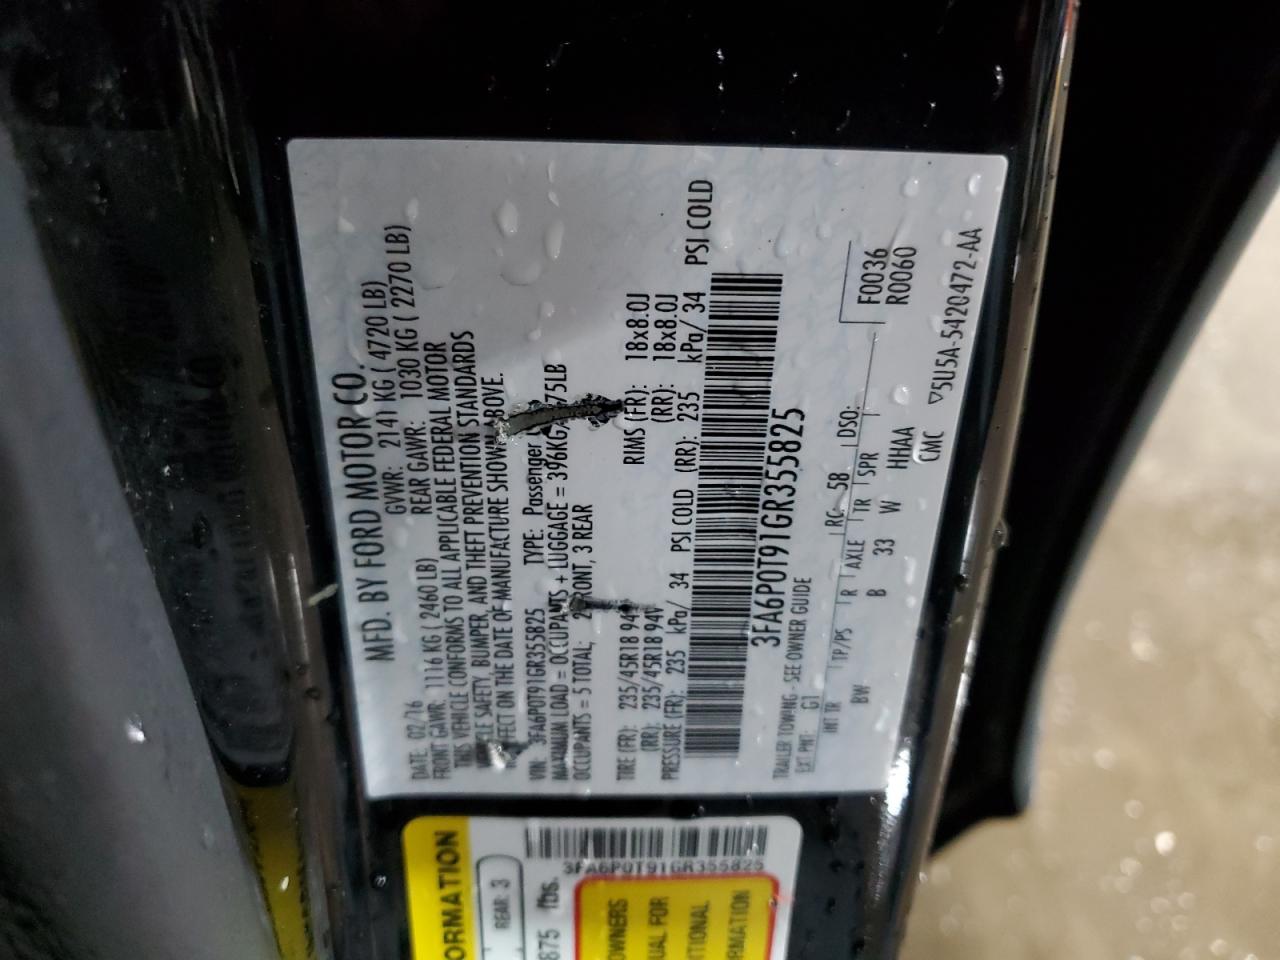 MFD. BY FORD MOTOR CO.
DATE: 02/16 GVWR: 2141 KG ( 4720 LB)
FRONT GAWR: 1116 KG ( 2460 LB) REAR GAWR: 1030 KG ( 2270 LB)
THIS VEHICLE CONFORMS TO ALL APPLICABLE FEDERAL MOTOR
SAFETY, BUMPER, AND THEFT PREVENTION STANDARDS
ON THE DATE OF MANUFACTURE SHOWN
VIN: 3FA6P0T91GR355825 TYPE: Passenger
MAXIMUM LOAD = OCCUPANTS + LUGGAGE = 396KG
OCCUPANTS = 5 TOTAL; 3 REAR
TIRE (FR): 235/45R18 94V RIMS (FR): 18x8.0J
(RR): 235/45R18 94V (RR): 18x8.0J
PRESSURE (FR): 235 kPa/ 34 PSI COLD (RR): 235 kPa/ 34 PSI COLD
3FA6P0T91GR355825
TRAILER TOWING - SEE OWNER GUIDE
EXT PNT: G1 RC: 58 DSO: F0036
R0060
INT TR TP/PS R AXLE TR SPR
BW B 33 W HHAA
CMC ▽5U5A-5420472-AA
ORMATION
REAR 3
875 lbs.
3FA6P0T91GR355825
OWNERS
UAL FOR
ITIONAL
RMATION